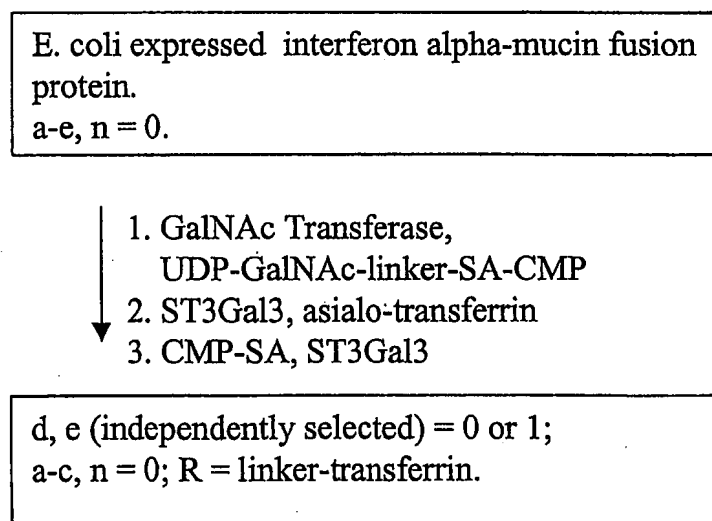 E. coli expressed interferon alpha-mucin fusion
protein.
a-e, n = 0.
1. GalNAc Transferase,
UDP-GalNAc-linker-SA-CMP
2. ST3Gal3, asialo-transferrin
3. CMP-SA, ST3Gal3
d, e (independently selected) = 0 or 1;
a-c, n = 0; R = linker-transferrin.